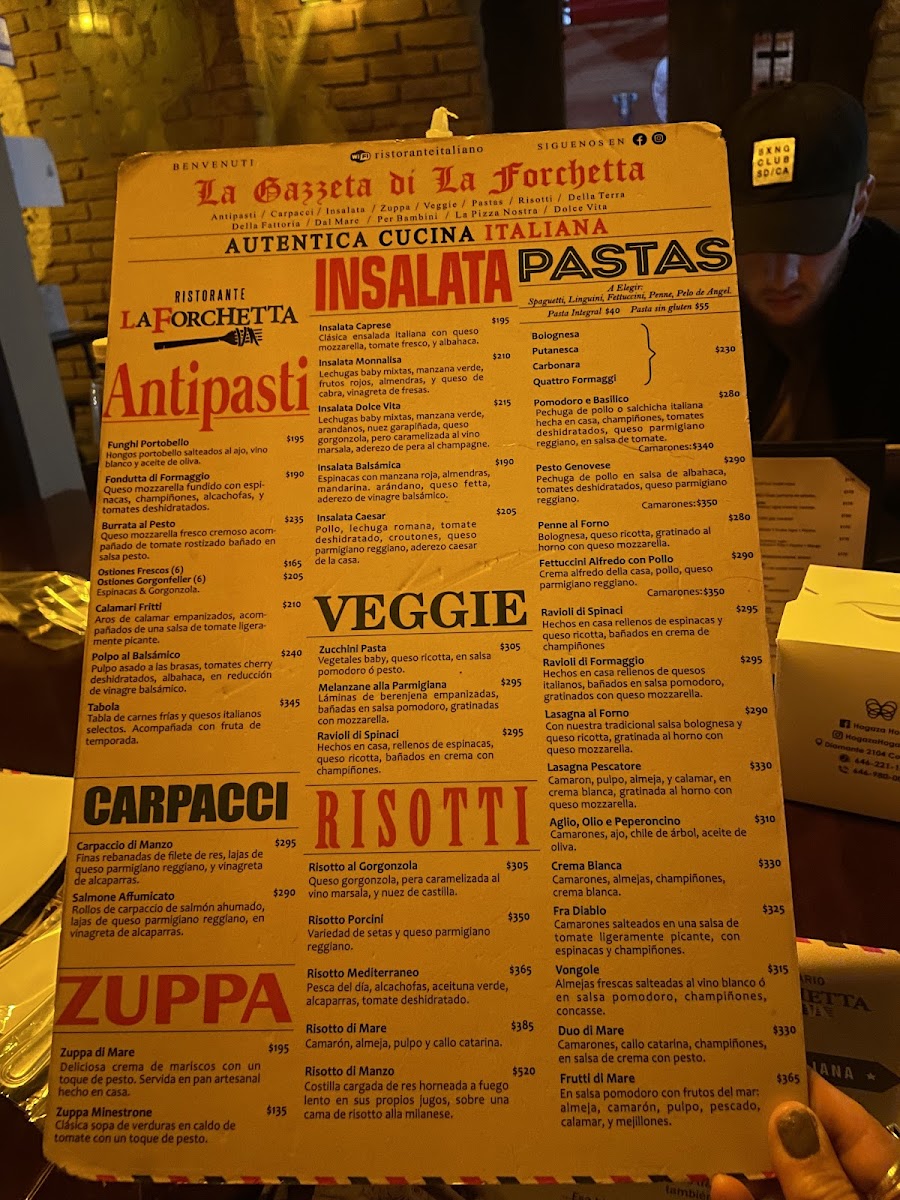 BENVENUTI
WiFi ristoranteitaliano
SIGUENOS EN
La Gazzeta di La Forchetta
Antipasti / Carpacci / Insalata / Zuppa / Veggie / Pastas / Risotti / Della Terra
Della Fattoria / Dal Mare / Per Bambini / La Pizza Nostra / Dolce Vita
AUTENTICA CUCINA ITALIANA
RISTORANTE
LA FORCHETTA
Antipasti
Funghi Portobello $195
Hongos portobello salteados al ajo, vino
blanco y aceite de oliva.
Fondutta di Formaggio $190
Queso mozzarella fundido con espi-
nacas, champiñones, alcachofas, y
tomates deshidratados.
Burrata al Pesto $235
Queso mozzarella fresco cremoso acom-
pañado de tomate rostizado bañado en
salsa pesto.
Ostiones Frescos (6) $165
Ostiones Gorgonfeller (6) $205
Espinacas & Gorgonzola.
Calamari Fritti $210
Aros de calamar empanizados, acom-
pañados de una salsa de tomate ligera-
mente picante.
Polpo al Balsámico $240
Pulpo asado a las brasas, tomates cherry
deshidratados, albahaca, en reducción
de vinagre balsámico.
Tabola $345
Tabla de carnes frías y quesos italianos
selectos. Acompañada con fruta de
temporada.
CARPACCI
Carpaccio di Manzo $295
Finas rebanadas de filete de res, lajas de
queso parmigiano reggiano, y vinagreta
de alcaparras.
Salmone Affumicato $290
Rollos de carpaccio de salmón ahumado,
lajas de queso parmigiano reggiano, en
vinagreta de alcaparras.
ZUPPA
Zuppa di Mare $195
Deliciosa crema de mariscos con un
toque de pesto. Servida en pan artesanal
hecho en casa.
Zuppa Minestrone $135
Clásica sopa de verduras en caldo de
tomate con un toque de pesto.
INSALATA
Insalata Caprese $195
Clásica ensalada italiana con queso
mozzarella, tomate fresco, y albahaca.
Insalata Monnalisa $210
Lechugas baby mixtas, manzana verde,
frutos rojos, almendras, y queso de
cabra, vinagreta de fresas.
Insalata Dolce Vita $215
Lechugas baby mixtas, manzana verde,
arandanos, nuez garapiñada, queso
gorgonzola, pero caramelizada al vino
marsala, aderezo de pera al champagne.
Insalata Balsámica $190
Espinacas con manzana roja, almendras,
mandarina. arándano, queso fetta,
aderezo de vinagre balsámico.
Insalata Caesar $205
Pollo, lechuga romana, tomate
deshidratado, croutones, queso
parmigiano reggiano, aderezo caesar
de la casa.
VEGGIE
Zucchini Pasta $305
Vegetales baby, queso ricotta, en salsa
pomodoro ó pesto.
Melanzane alla Parmigiana $295
Láminas de berenjena empanizadas,
bañadas en salsa pomodoro, gratinadas
con mozzarella.
Ravioli di Spinaci $295
Hechos en casa, rellenos de espinacas,
queso ricotta, bañados en crema con
champiñones.
RISOTTI
Risotto al Gorgonzola $305
Queso gorgonzola, pera caramelizada al
vino marsala, y nuez de castilla.
Risotto Porcini $350
Variedad de setas y queso parmigiano
reggiano.
Risotto Mediterraneo $365
Pesca del día, alcachofas, aceituna verde,
alcaparras, tomate deshidratado.
Risotto di Mare $385
Camarón, almeja, pulpo y callo catarina.
Risotto di Manzo $520
Costilla cargada de res horneada a fuego
lento en sus propios jugos, sobre una
cama de risotto alla milanese.
PASTAS
A Elegir:
Spaguetti, Linguini, Fettuccini, Penne, Pelo de Angel.
Pasta Integral $40 Pasta sin gluten $55
Bolognesa
Putanesca
Carbonara
Quattro Formaggi
$230
Pomodoro e Basilico $280
Pechuga de pollo o salchicha italiana
hecha en casa, champiñones, tomates
deshidratados, queso parmigiano
reggiano, en salsa de tomate.
Camarones:$340
Pesto Genovese $290
Pechuga de pollo en salsa de albahaca,
tomates deshidratados, queso parmigiano
reggiano.
Camarones:$350
Penne al Forno $280
Bolognesa, queso ricotta, gratinado al
horno con queso mozzarella.
Fettuccini Alfredo con Pollo $290
Crema alfredo della casa, pollo, queso
parmigiano reggiano.
Camarones:$350
Ravioli di Spinaci $295
Hechos en casa rellenos de espinacas y
queso ricotta, bañados en crema de
champiñones
Ravioli di Formaggio $295
Hechos en casa rellenos de quesos
italianos, bañados en salsa pomodoro,
gratinados con queso mozzarella.
Lasagna al Forno $290
Con nuestra tradicional salsa bolognesa y
queso ricotta, gratinada al horno con
queso mozzarella.
Lasagna Pescatore $330
Camaron, pulpo, almeja, y calamar, en
crema blanca, gratinada al horno con
queso mozzarella.
Aglio, Olio e Peperoncino $310
Camarones, ajo, chile de árbol, aceite de
oliva.
Crema Blanca $330
Camarones, almejas, champiñones,
crema blanca.
Fra Diablo $325
Camarones salteados en una salsa de
tomate ligeramente picante, con
espinacas y champiñones.
Vongole $315
Almejas frescas salteadas al vino blanco ó
en salsa pomodoro, champiñones,
concasse.
Duo di Mare $330
Camarones, callo catarina, champiñones,
en salsa de crema con pesto.
Frutti di Mare $365
En salsa pomodoro con frutos del mar:
almeja, camarón, pulpo, pescado,
calamar, y mejillones.
BXNG
CLUB
SD/CA
Diamante 2104
646-221-1
646-980-0